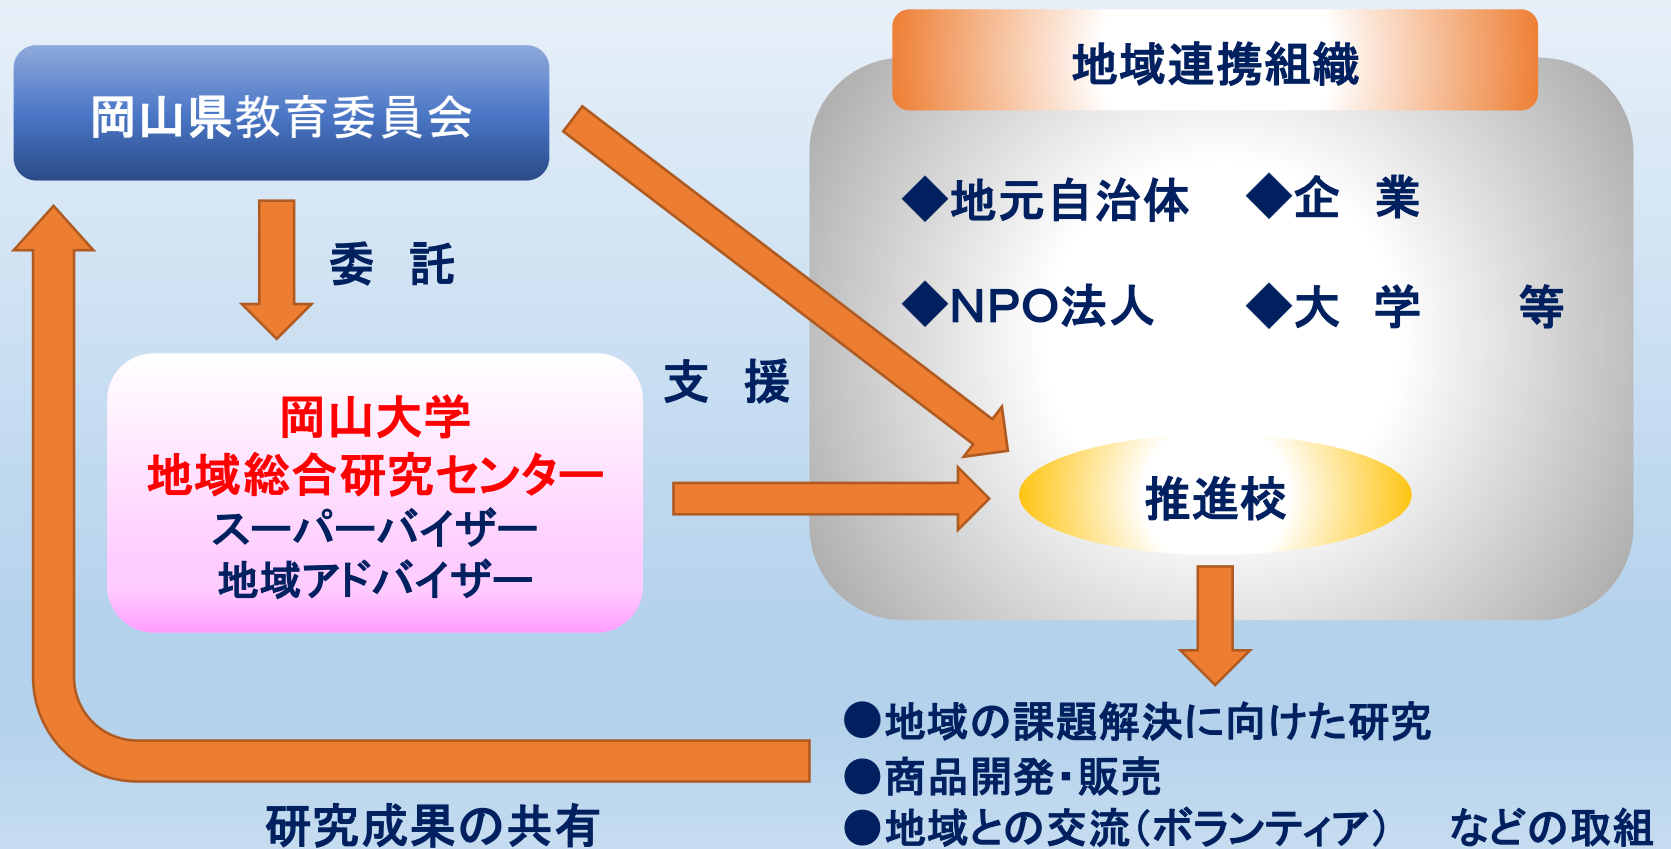 岡山県教育委員会
委　託
岡山大学
地域総合研究センター
スーパーバイザー
地域アドバイザー
支　援
地域連携組織
◆地元自治体　◆企　業
◆NPO法人　◆大　学　　等
推進校
●地域の課題解決に向けた研究
●商品開発・販売
●地域との交流（ボランティア）　などの取組
研究成果の共有